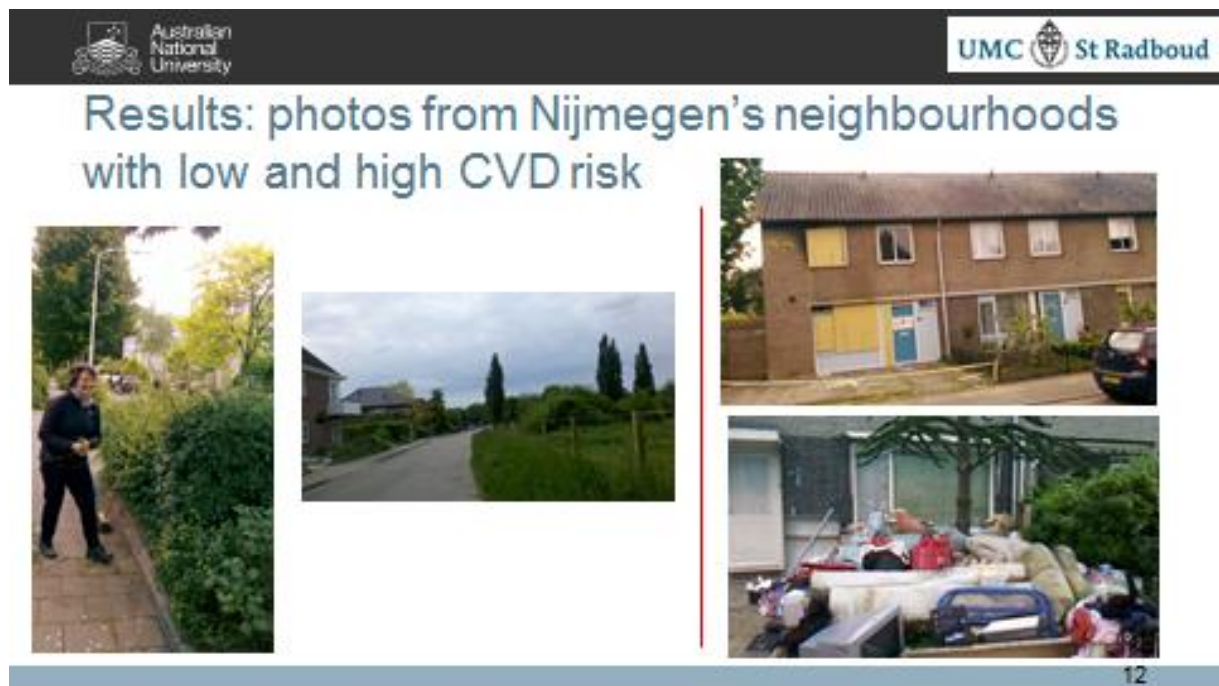 Australian
National
University
UMC St Radboud
Results: photos from Nijmegen's neighbourhoods
with low and high CVD risk
12